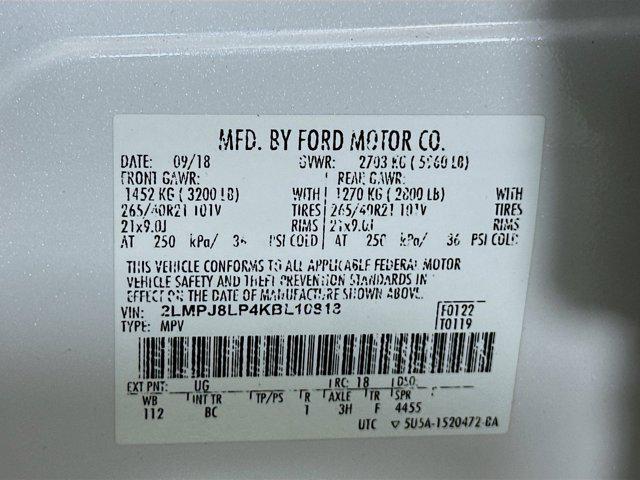 MFD. BY FORD MOTOR CO.
DATE: 09/18 GVWR: 2703 KG ( 5960 LB)
FRONT GAWR: REAR GAWR:
1452 KG ( 3200 LB) WITH 1270 KG ( 2800 LB) WITH
265/40R21 101V TIRES 265/40R21 101V TIRES
21x9.0J RIMS 21x9.0J RIMS
AT 250 kPa/ 36 PSI COLD AT 250 kPa/ 36 PSI COLD
THIS VEHICLE CONFORMS TO ALL APPLICABLE FEDERAL MOTOR
VEHICLE SAFETY AND THEFT PREVENTION STANDARDS IN
EFFECT ON THE DATE OF MANUFACTURE SHOWN ABOVE.
VIN: 2LMPJ8LP4KBL10913 F0122
TYPE: MPV T0119
EXT PNT: UG RC: 18 DSO:
WB INT TR TP/PS R AXLE TR SPR
112 BC 1 3H F 4455
UTC ▽ 5U5A-1520472-BA